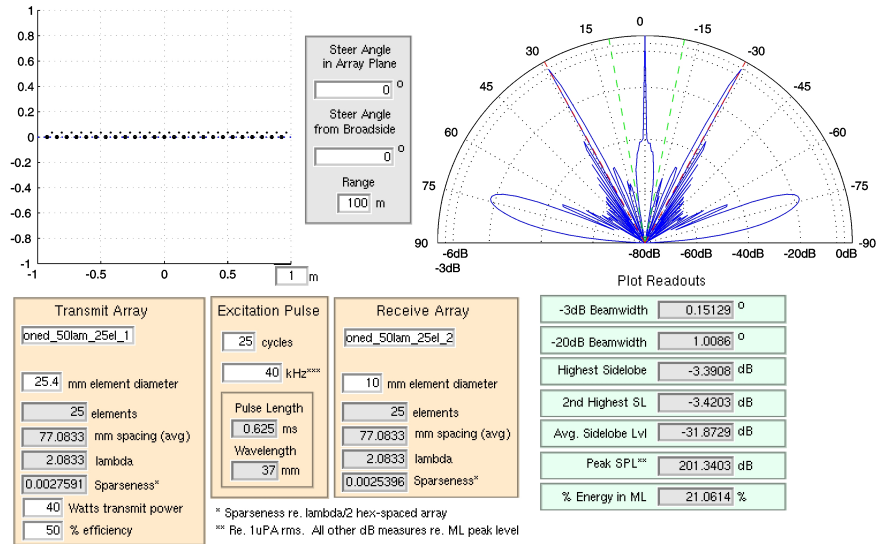 1
0.8
0.6
0.4
0.2
0
-0.2
-0.4
-0.6
-0.8
-1
-1 -0.5 0 0.5 1 m
Steer Angle
in Array Plane
0 o
Steer Angle
from Broadside
0 o
Range
100 m
0
15 -15
30 -30
45 -45
60 -60
75 -75
90 -90
-6dB -80dB -40dB -20dB 0dB
-3dB
Plot Readouts
Transmit Array
oned_50lam_25el_1
25.4 mm element diameter
25 elements
77.0833 mm spacing (avg)
2.0833 lambda
0.0027591 Sparseness*
40 Watts transmit power
50 % efficiency
Excitation Pulse
25 cycles
40 kHz***
Pulse Length
0.625 ms
Wavelength
37 mm
Receive Array
oned_50lam_25el_2
10 mm element diameter
25 elements
77.0833 mm spacing (avg)
2.0833 lambda
0.0025396 Sparseness*
* Sparseness re. lambda/2 hex-spaced array
** Re. 1uPA rms. All other dB measures re. ML peak level
-3dB Beamwidth 0.15129 o
-20dB Beamwidth 1.0086 o
Highest Sidelobe -3.3908 dB
2nd Highest SL -3.4203 dB
Avg. Sidelobe Lvl -31.8729 dB
Peak SPL** 201.3403 dB
% Energy in ML 21.0614 %